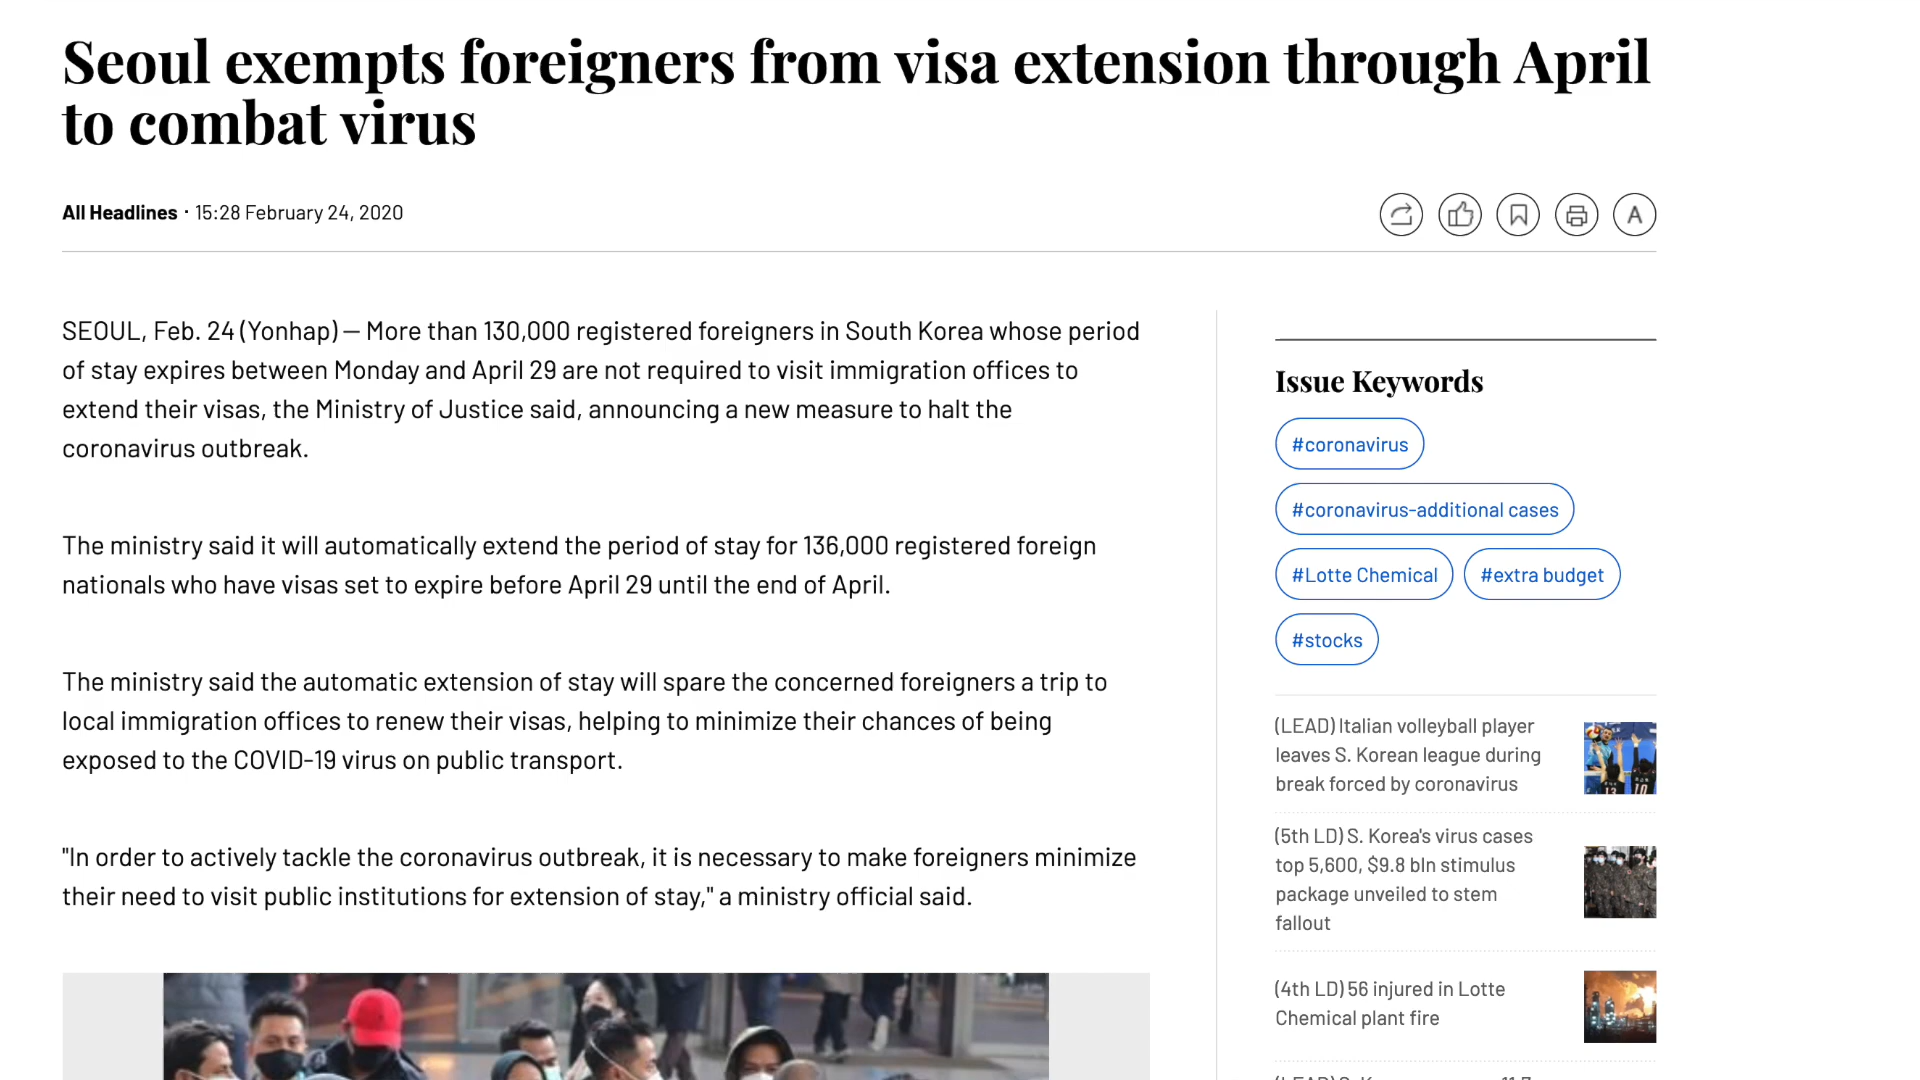 Seoul exempts foreigners from visa extension through April
to combat virus
All Headlines · 15:28 February 24, 2020
A
SEOUL, Feb. 24 (Yonhap) — More than 130,000 registered foreigners in South Korea whose period
of stay expires between Monday and April 29 are not required to visit immigration offices to
extend their visas, the Ministry of Justice said, announcing a new measure to halt the
coronavirus outbreak.
The ministry said it will automatically extend the period of stay for 136,000 registered foreign
nationals who have visas set to expire before April 29 until the end of April.
The ministry said the automatic extension of stay will spare the concerned foreigners a trip to
local immigration offices to renew their visas, helping to minimize their chances of being
exposed to the COVID-19 virus on public transport.
"In order to actively tackle the coronavirus outbreak, it is necessary to make foreigners minimize
their need to visit public institutions for extension of stay," a ministry official said.
Issue Keywords
#coronavirus
#coronavirus-additional cases
#Lotte Chemical #extra budget
#stocks
(LEAD) Italian volleyball player
leaves S. Korean league during
break forced by coronavirus
13 10
(5th LD) S. Korea's virus cases
top 5,600, $9.8 bln stimulus
package unveiled to stem
fallout
(4th LD) 56 injured in Lotte
Chemical plant fire